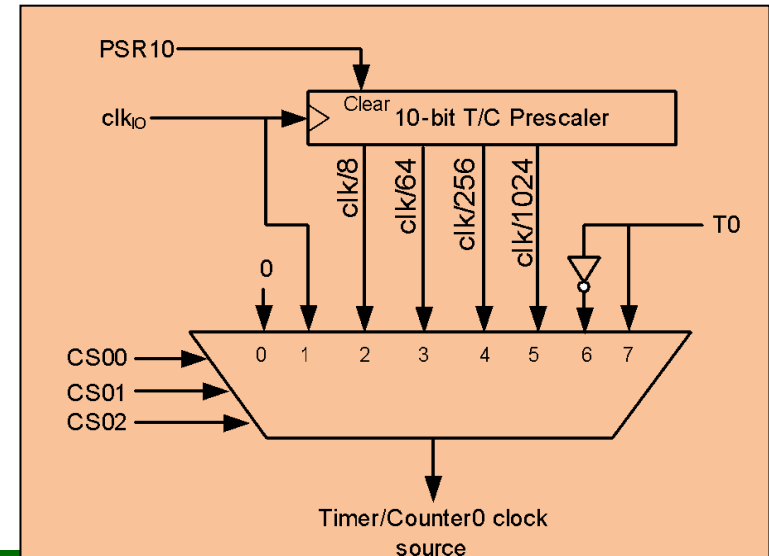 PSR10
Clear
clkIO
10-bit T/C Prescaler
clk/8
clk/64
clk/256
clk/1024
T0
0
0 1 2 3 4 5 6 7
CS00
CS01
CS02
Timer/Counter0 clock
source